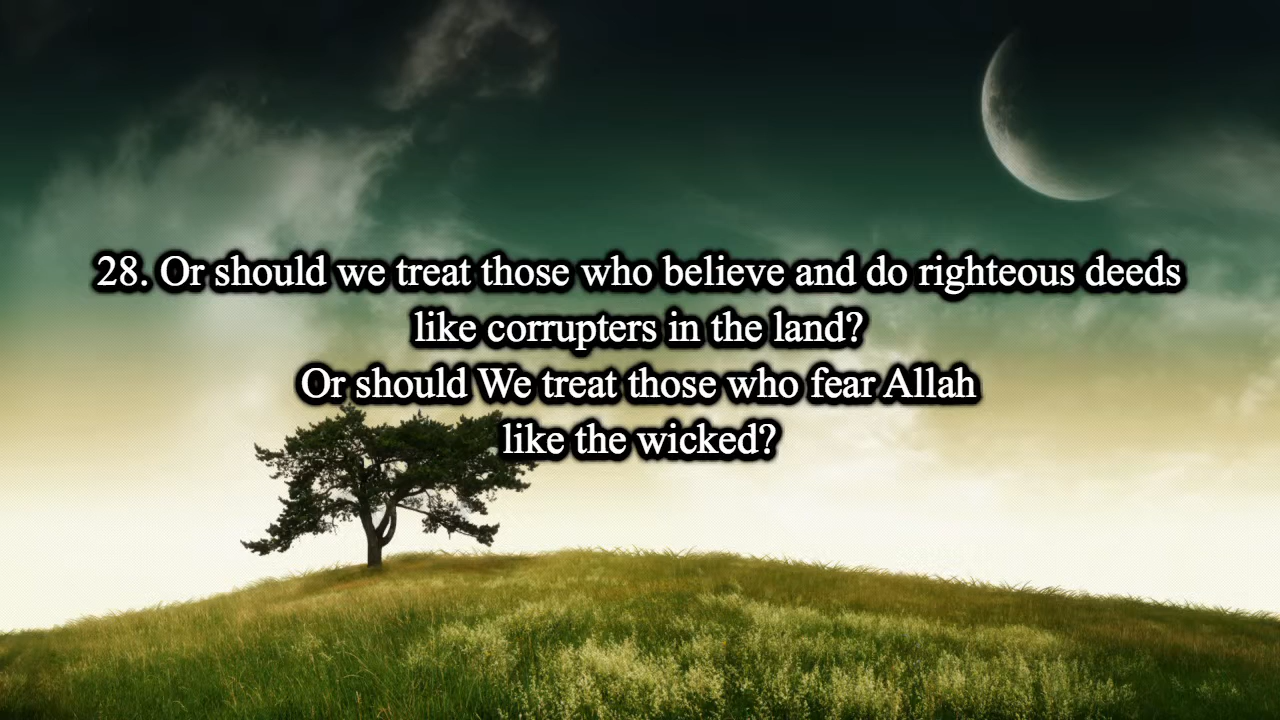 28. Or should we treat those who believe and do righteous deeds
like corrupters in the land?
Or should We treat those who fear Allah
like the wicked?